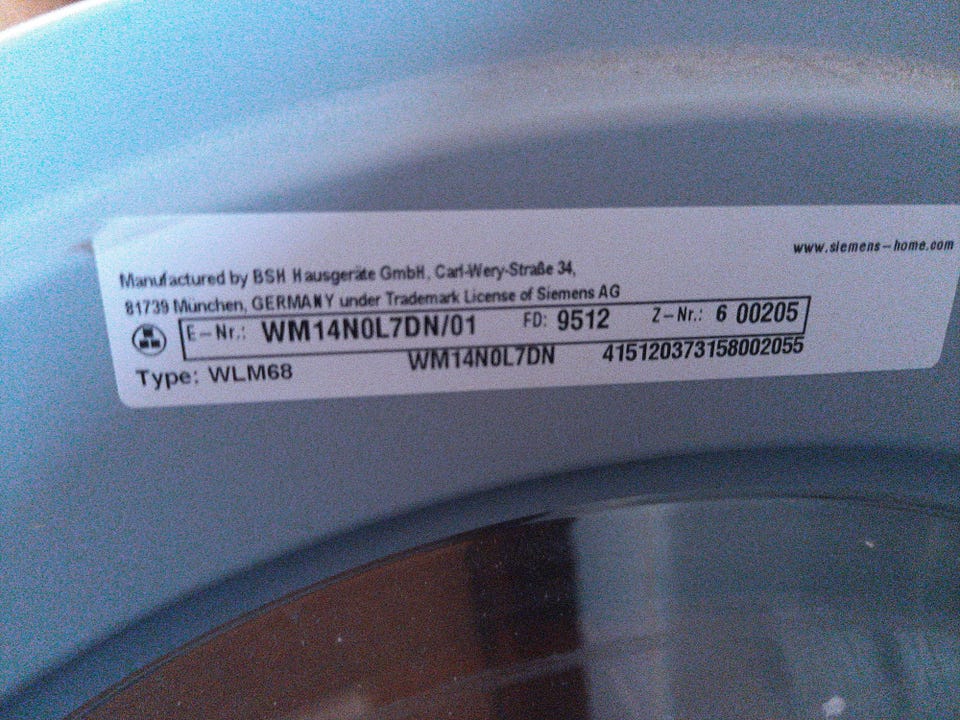 www.siemens-home.com
Manufactured by BSH Hausgeräte GmbH, Carl-Wery-Straße 34,
81739 München, GERMANY under Trademark License of Siemens AG
E-Nr.: WM14N0L7DN/01 FD: 9512 Z-Nr.: 6 00205
Type: WLM68 WM14N0L7DN 415120373158002055